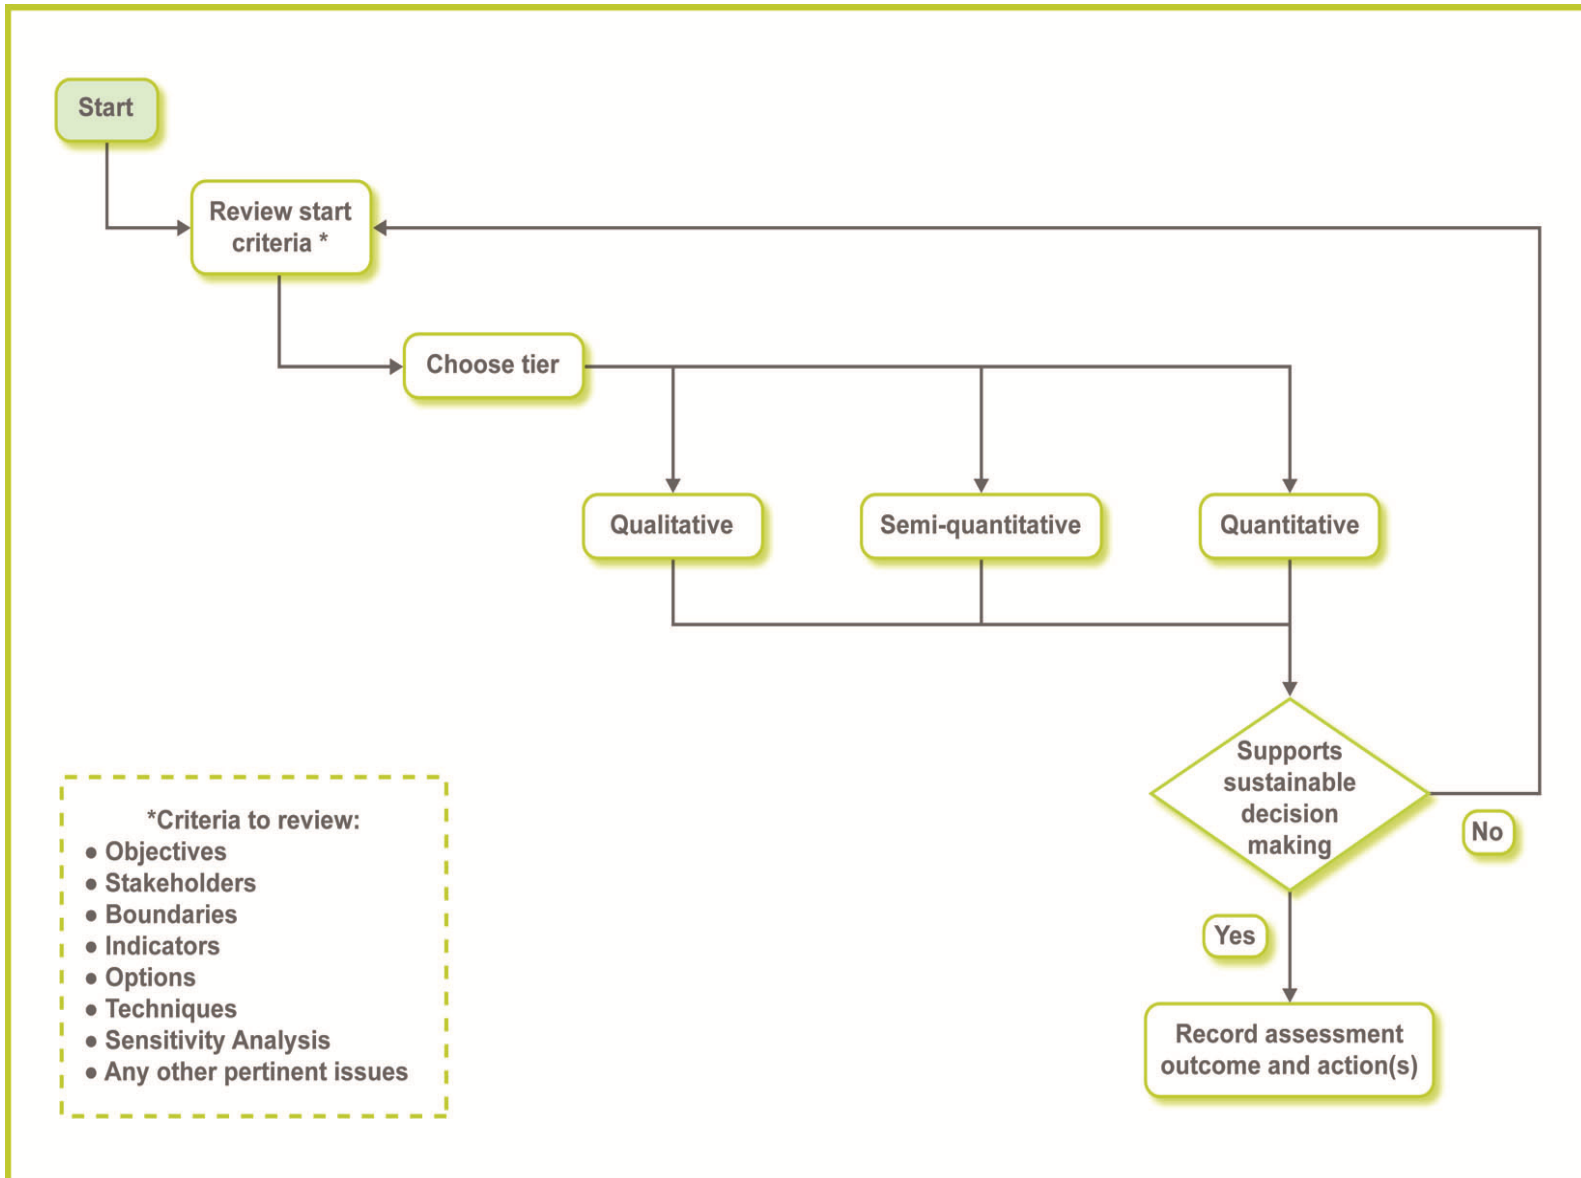 Start
Review start
criteria *
Choose tier
Qualitative
Semi-quantitative
Quantitative
Supports
sustainable
decision
making
No
Yes
Record assessment
outcome and action(s)
*Criteria to review:
● Objectives
● Stakeholders
● Boundaries
● Indicators
● Options
● Techniques
● Sensitivity Analysis
● Any other pertinent issues